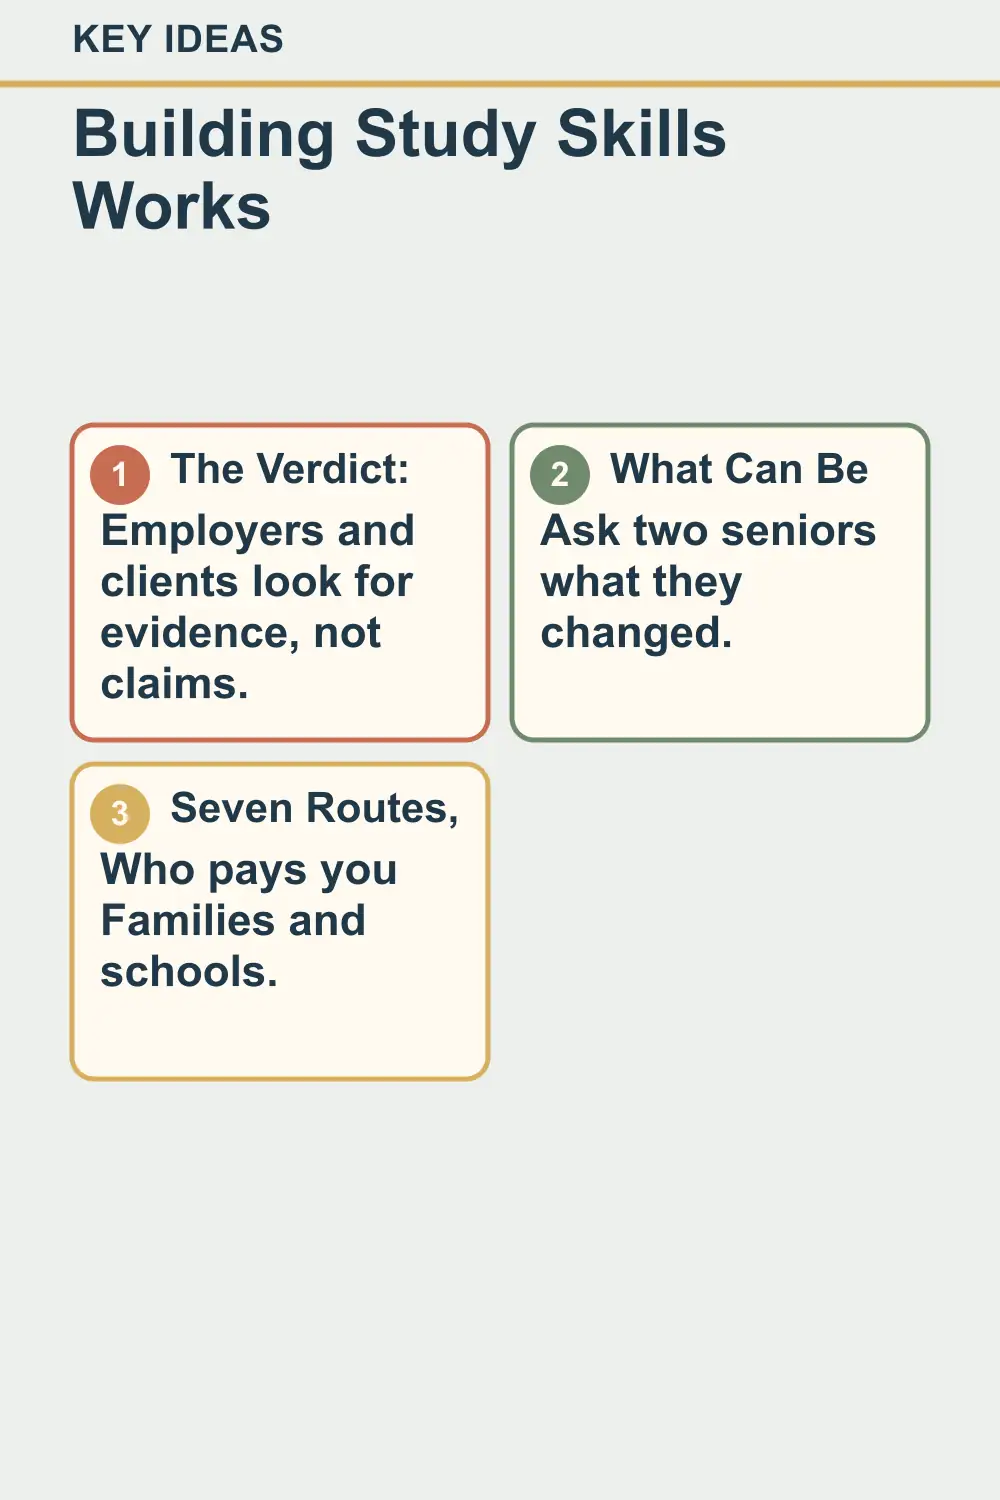 KEY IDEAS
Building Study Skills
Works
1 The Verdict:
Employers and
clients look for
evidence, not
claims.
2 What Can Be
Ask two seniors
what they
changed.
3 Seven Routes,
Who pays you
Families and
schools.